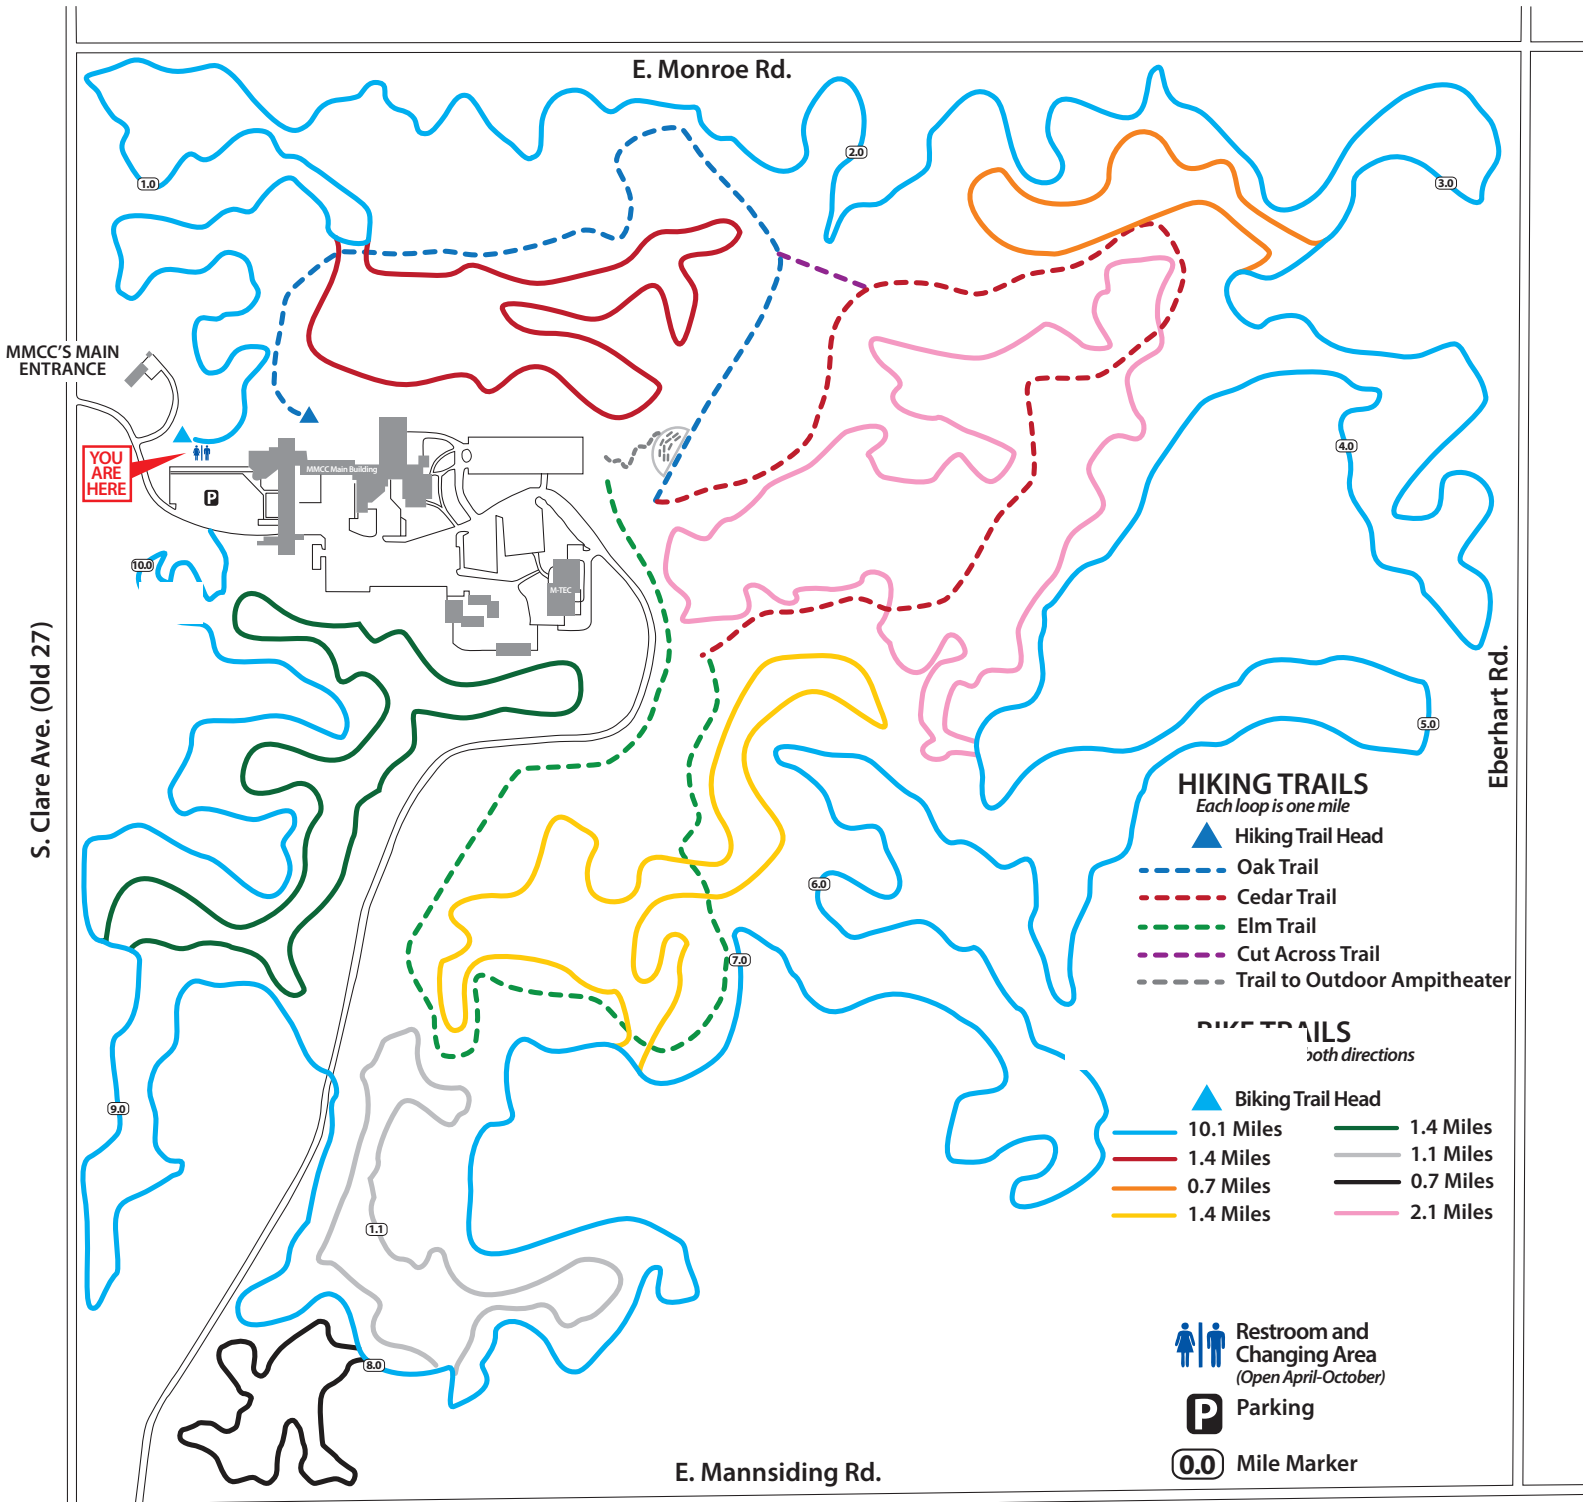 E. Monroe Rd.
1.0
2.0
3.0
MMCC'S MAIN
ENTRANCE
YOU
ARE
HERE
MMCC Main Building
P
4.0
10.0
M-TEC
S. Clare Ave. (Old 27)
Eberhart Rd.
5.0
6.0
7.0
9.0
1.1
8.0
HIKING TRAILS
Each loop is one mile
Hiking Trail Head
Oak Trail
Cedar Trail
Elm Trail
Cut Across Trail
Trail to Outdoor Ampitheater
BIKE TRAILS
both directions
Biking Trail Head
10.1 Miles
1.4 Miles
0.7 Miles
1.4 Miles
1.4 Miles
1.1 Miles
0.7 Miles
2.1 Miles
Restroom and
Changing Area
(Open April-October)
P Parking
0.0 Mile Marker
E. Mannsiding Rd.